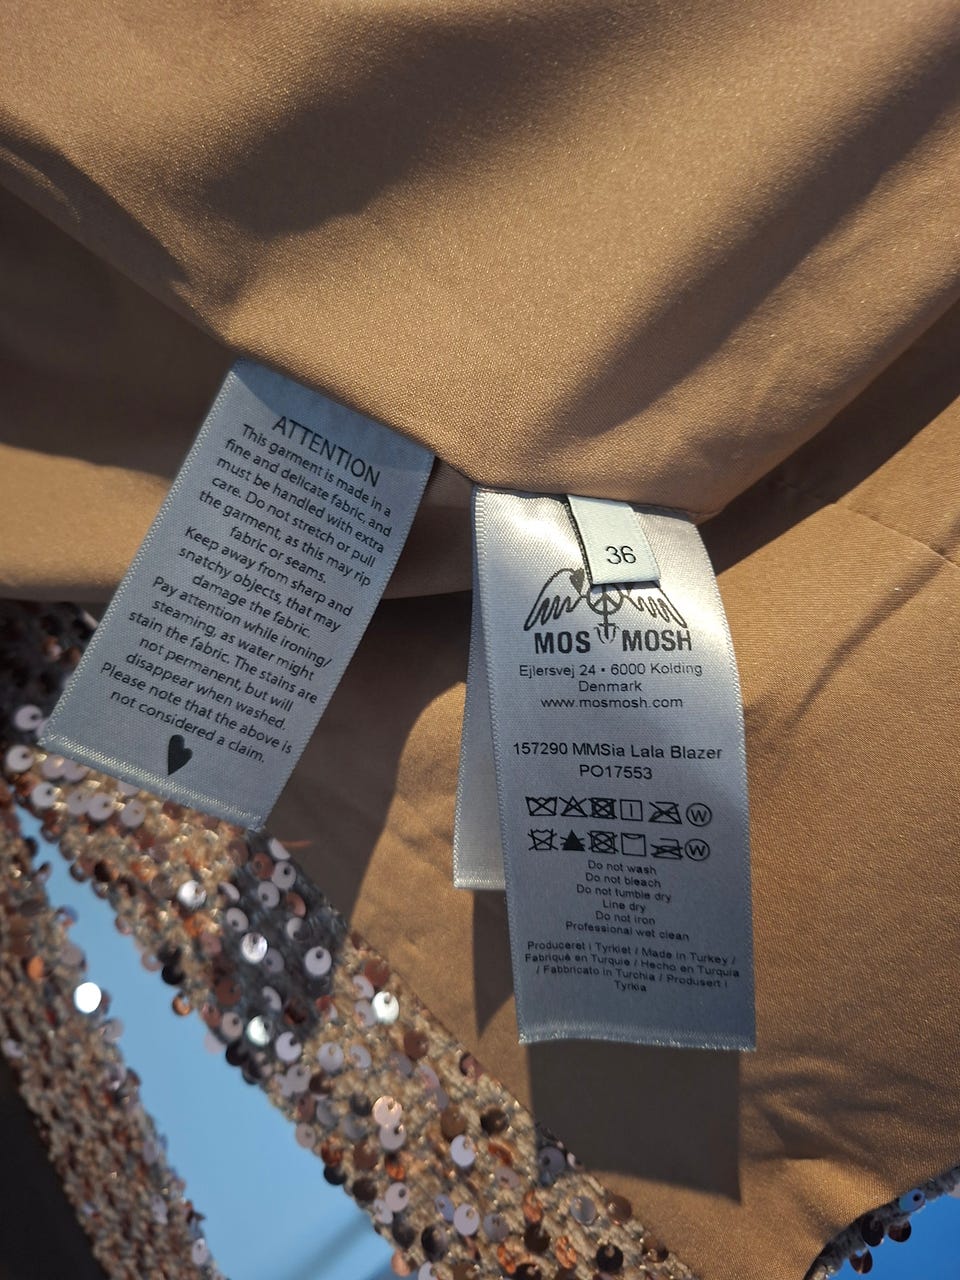 ATTENTION
This garment is made in a
fine and delicate fabric, and
must be handled with extra
care. Do not stretch or pull
the garment, as this may rip
fabric or seams.
Keep away from sharp and
snatchy objects, that may
damage the fabric.
Pay attention while ironing/
steaming, as water might
stain the fabric. The stains are
not permanent, but will
disappear when washed.
Please note that the above is
not considered a claim.
36
MOS MOSH
Ejlersvej 24 • 6000 Kolding
Denmark
www.mosmosh.com
157290 MMSia Lala Blazer
PO17553
W
W
Do not wash
Do not bleach
Do not tumble dry
Line dry
Do not iron
Professional wet clean
Produceret i Tyrkiet / Made in Turkey /
Fabriqué en Turquie / Hecho en Turquia
/ Fabbricato in Turchia / Produsert i
Tyrkia